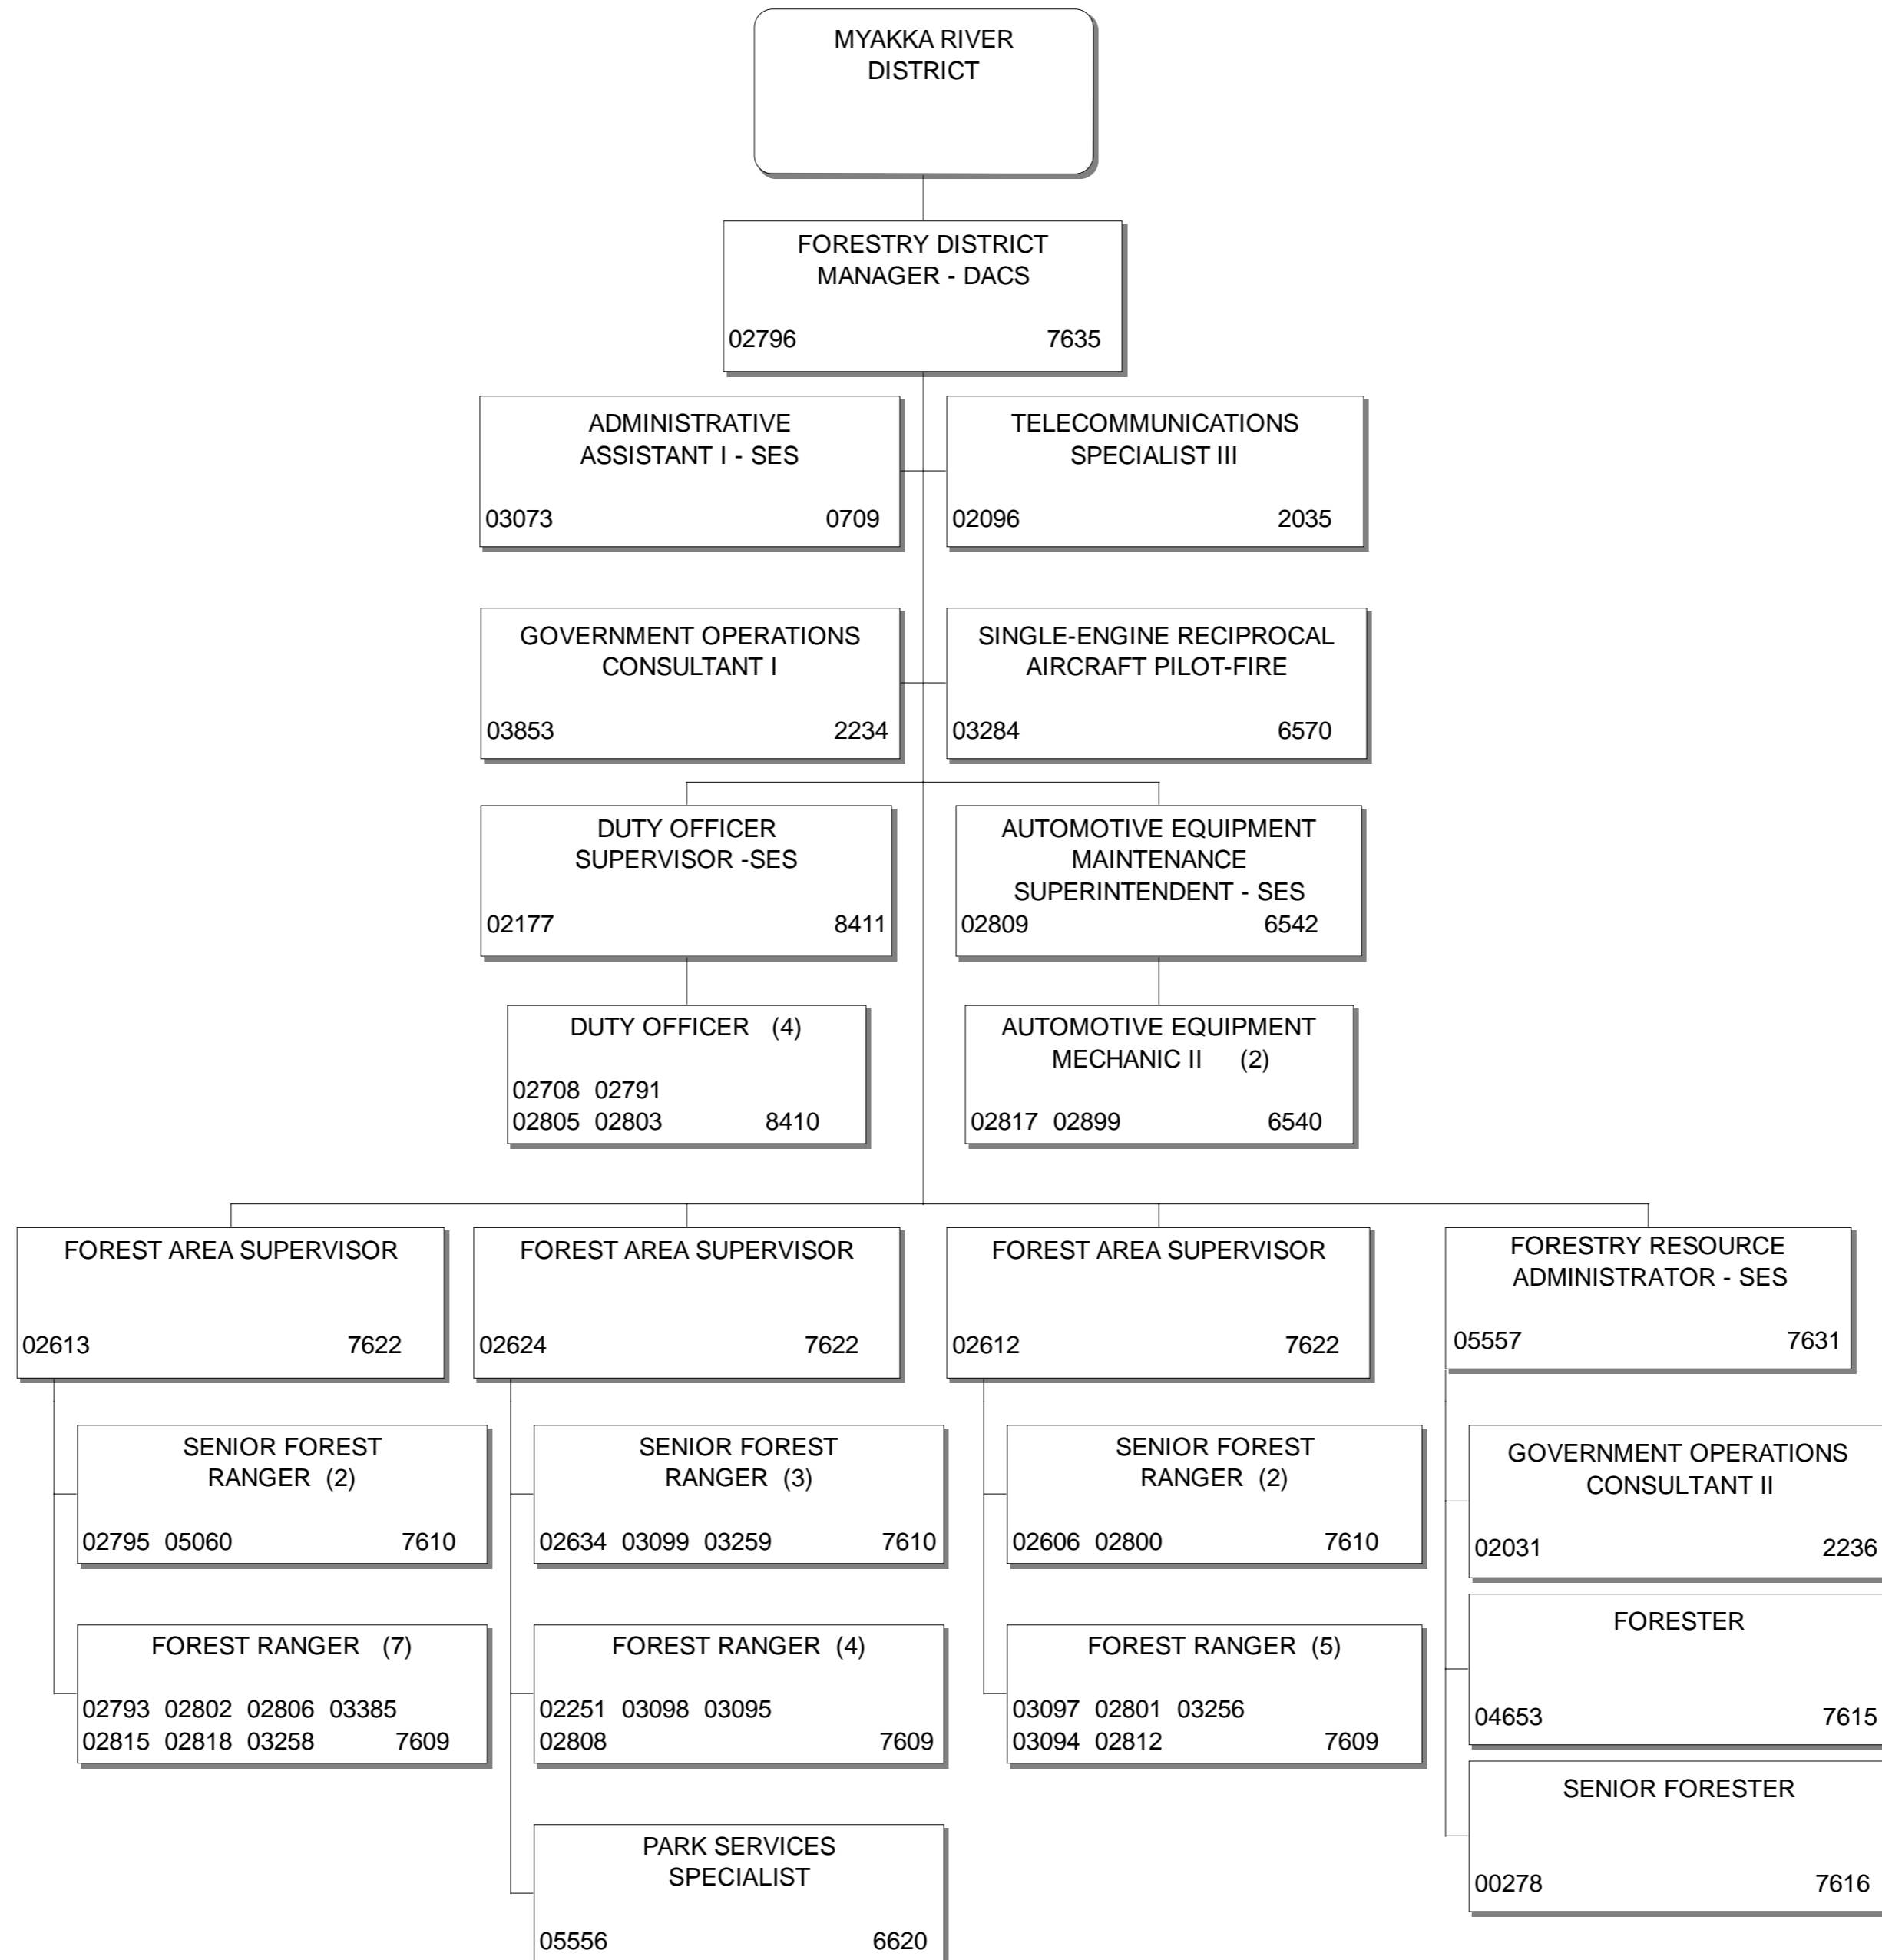 MYAKKA RIVER
DISTRICT
FORESTRY DISTRICT
MANAGER - DACS
02796 7635
ADMINISTRATIVE
ASSISTANT I - SES
03073 0709
TELECOMMUNICATIONS
SPECIALIST III
02096 2035
GOVERNMENT OPERATIONS
CONSULTANT I
03853 2234
SINGLE-ENGINE RECIPROCAL
AIRCRAFT PILOT-FIRE
03284 6570
DUTY OFFICER
SUPERVISOR -SES
02177 8411
AUTOMOTIVE EQUIPMENT
MAINTENANCE
SUPERINTENDENT - SES
02809 6542
DUTY OFFICER (4)
02708 02791
02805 02803 8410
AUTOMOTIVE EQUIPMENT
MECHANIC II (2)
02817 02899 6540
FOREST AREA SUPERVISOR
02613 7622
SENIOR FOREST
RANGER (2)
02795 05060 7610
FOREST RANGER (7)
02793 02802 02806 03385
02815 02818 03258 7609
FOREST AREA SUPERVISOR
02624 7622
SENIOR FOREST
RANGER (3)
02634 03099 03259 7610
FOREST RANGER (4)
02251 03098 03095
02808 7609
PARK SERVICES
SPECIALIST
05556 6620
FOREST AREA SUPERVISOR
02612 7622
SENIOR FOREST
RANGER (2)
02606 02800 7610
FOREST RANGER (5)
03097 02801 03256
03094 02812 7609
FORESTRY RESOURCE
ADMINISTRATOR - SES
05557 7631
GOVERNMENT OPERATIONS
CONSULTANT II
02031 2236
FORESTER
04653 7615
SENIOR FORESTER
00278 7616